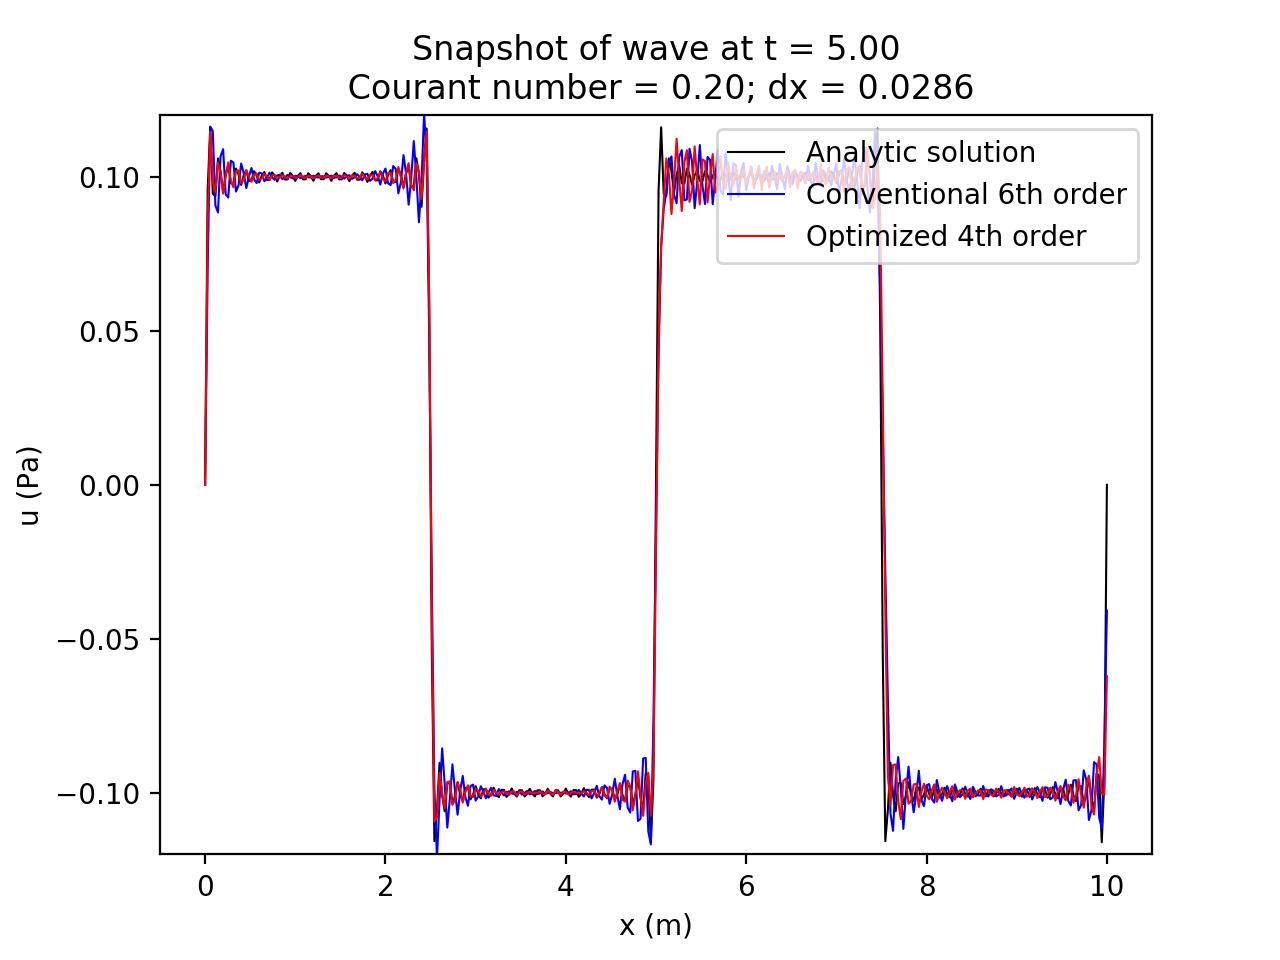 Snapshot of wave at t = 5.00
Courant number = 0.20; dx = 0.0286
Analytic solution
Conventional 6th order
Optimized 4th order
0.10
0.05
0.00
−0.05
−0.10
u (Pa)
0 2 4 6 8 10
x (m)